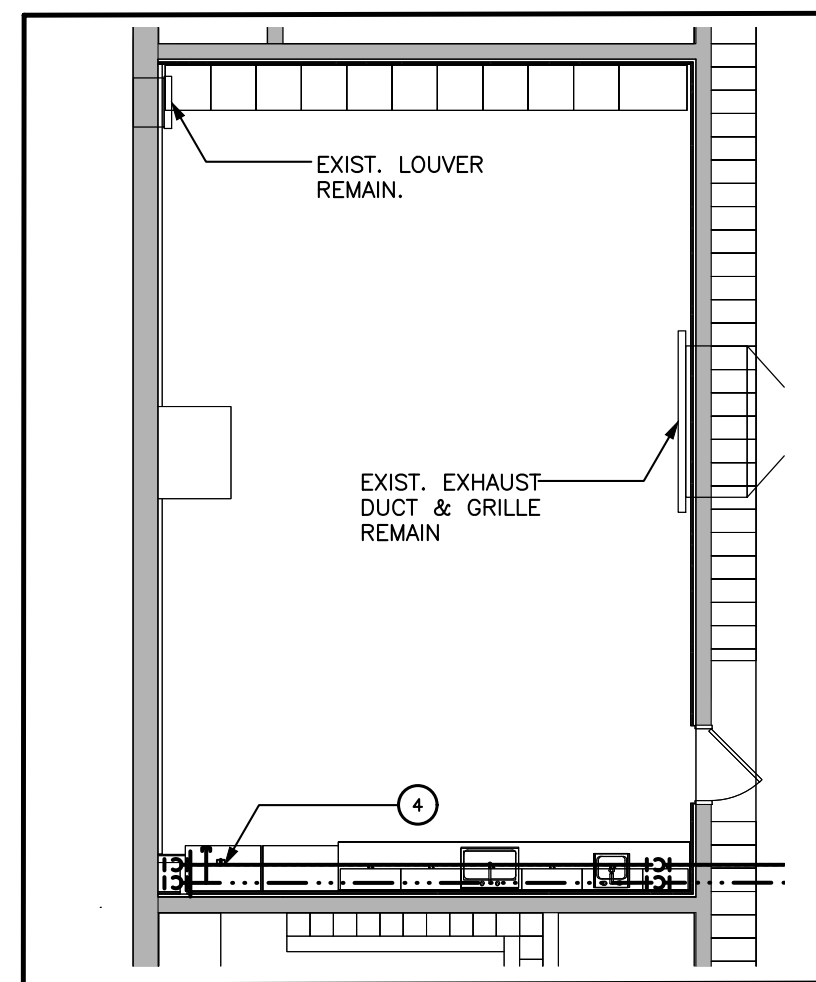 EXIST. LOUVER
REMAIN.
EXIST. EXHAUST
DUCT & GRILLE
REMAIN
4